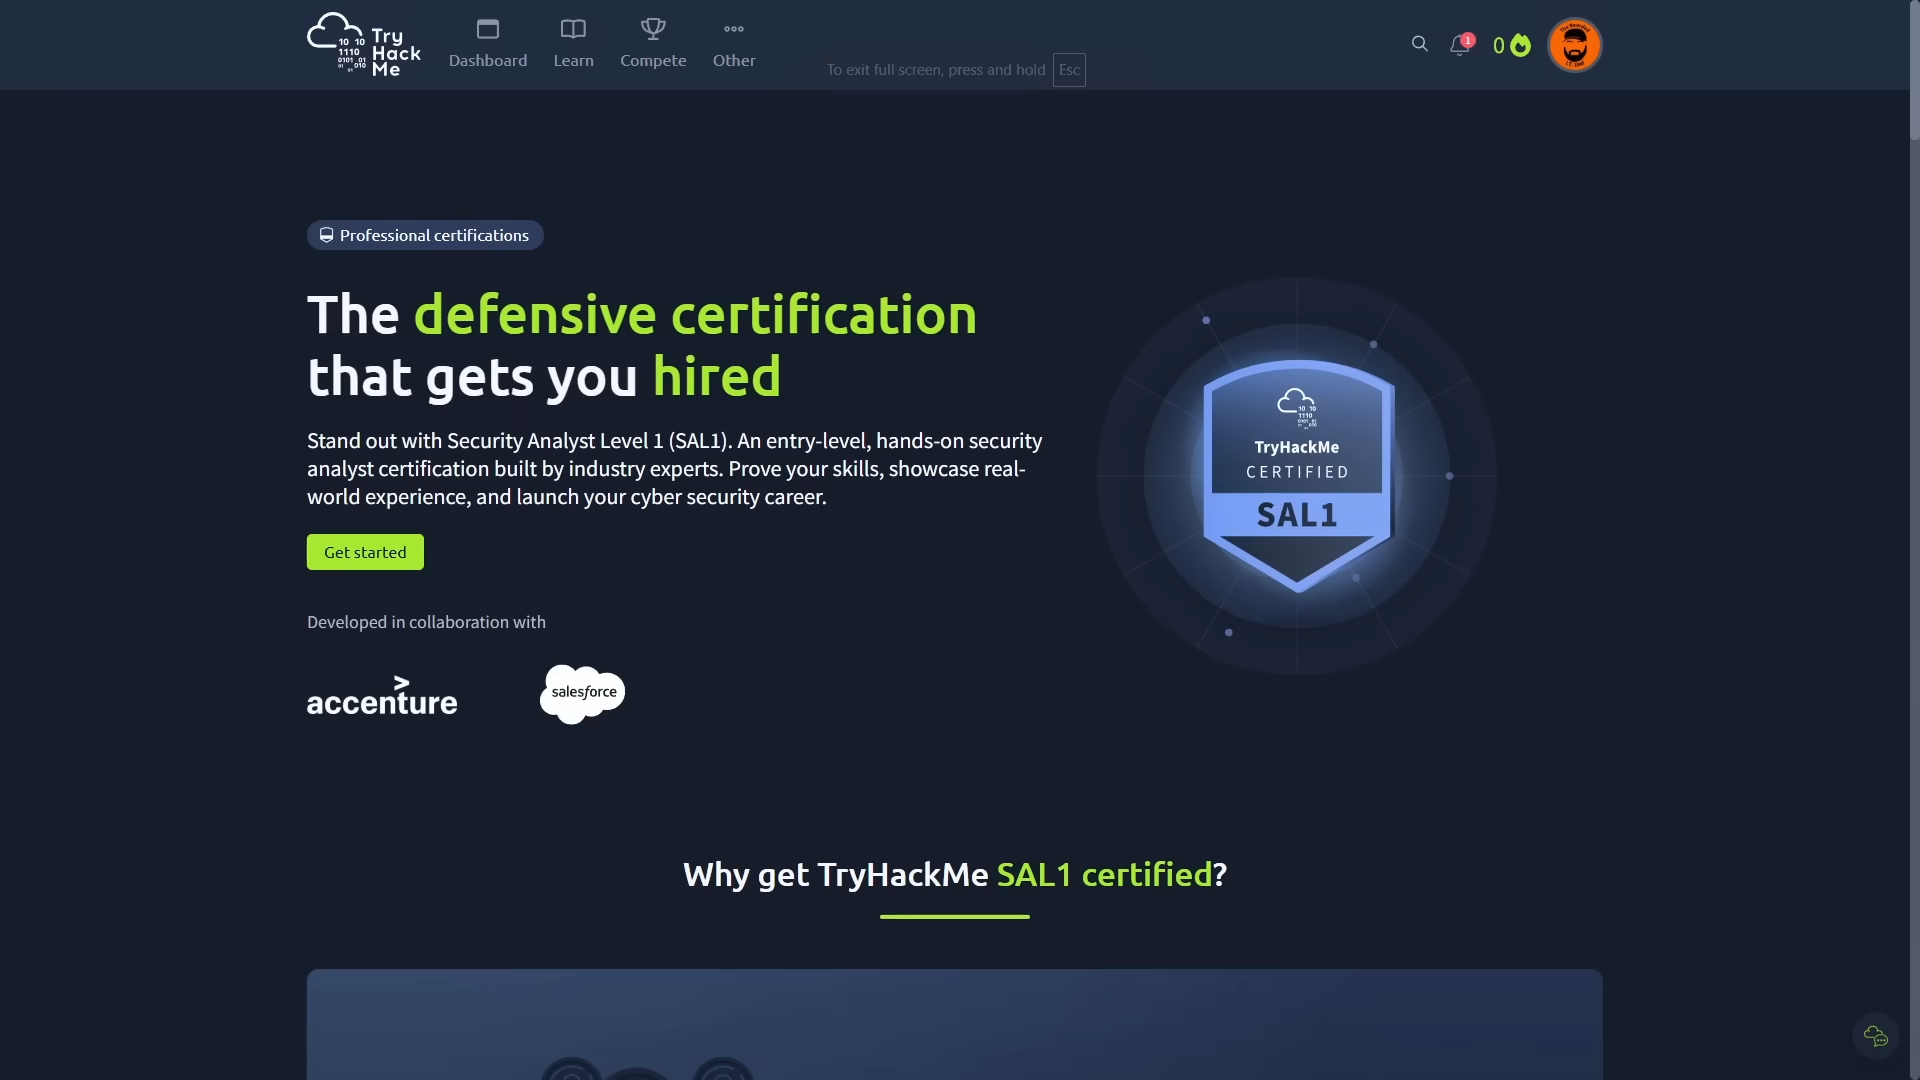 Try
Hack
Me
Dashboard
Learn
Compete
Other
To exit full screen, press and hold Esc
1
0
Professional certifications
The defensive certification
that gets you hired
Stand out with Security Analyst Level 1 (SAL1). An entry-level, hands-on security
analyst certification built by industry experts. Prove your skills, showcase real-
world experience, and launch your cyber security career.
Get started
TryHackMe
CERTIFIED
SAL1
Developed in collaboration with
accenture
salesforce
Why get TryHackMe SAL1 certified?